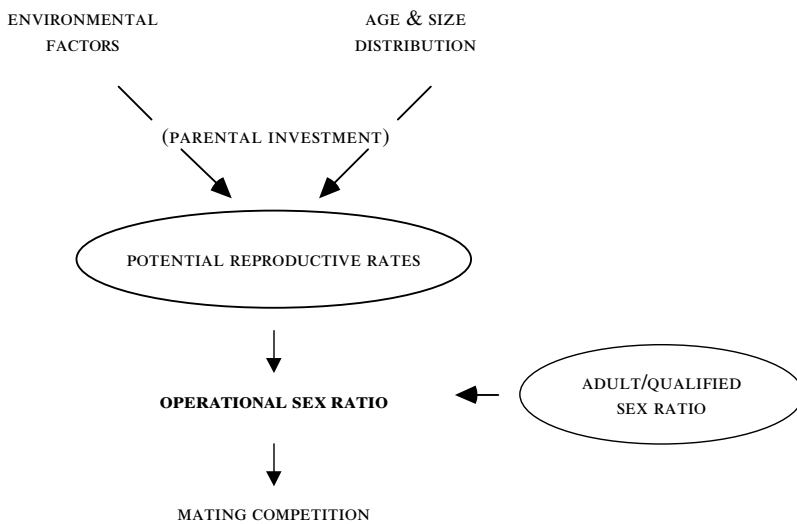 ENVIRONMENTAL
FACTORS
AGE & SIZE
DISTRIBUTION
(PARENTAL INVESTMENT)
POTENTIAL REPRODUCTIVE RATES
OPERATIONAL SEX RATIO
ADULT/QUALIFIED
SEX RATIO
MATING COMPETITION